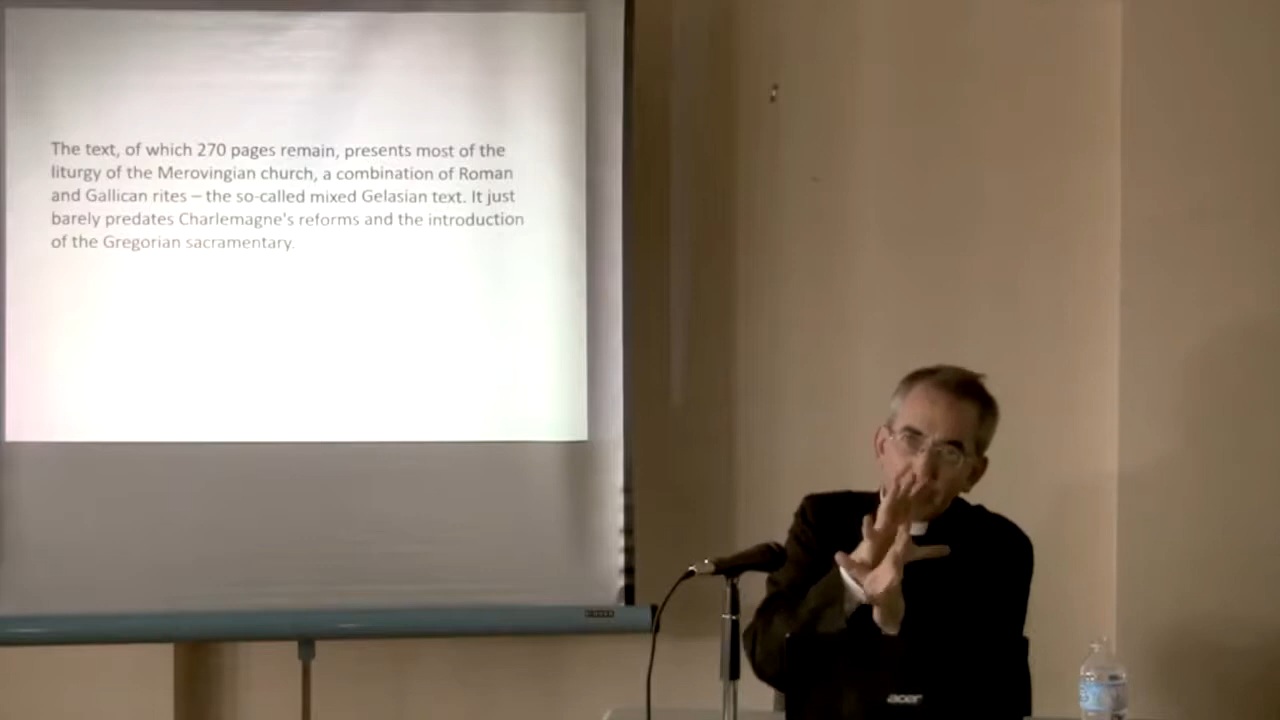 The text, of which 270 pages remain, presents most of the
liturgy of the Merovingian church, a combination of Roman
and Gallican rites – the so-called mixed Gelasian text. It just
barely predates Charlemagne's reforms and the introduction
of the Gregorian sacramentary.
acer